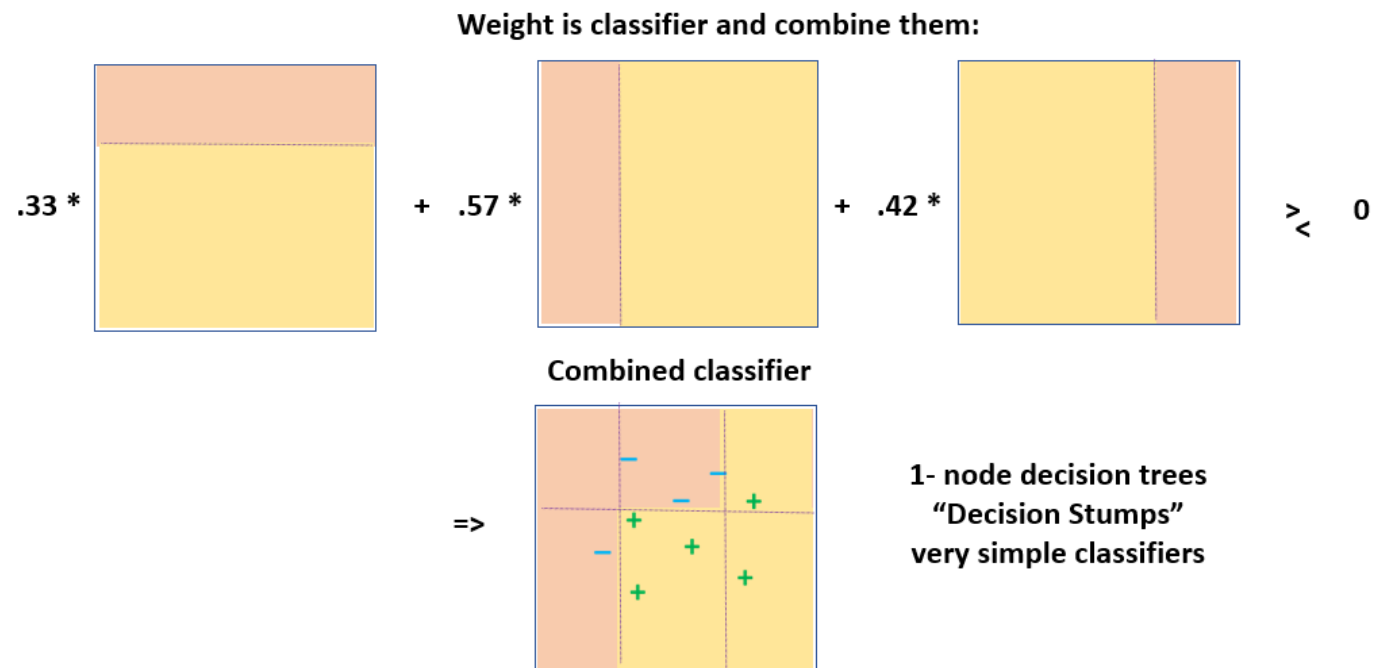 Weight is classifier and combine them:
.33 * + .57 * + .42 * > < 0
Combined classifier
=>
− − − + + + − + +
1- node decision trees
“Decision Stumps”
very simple classifiers